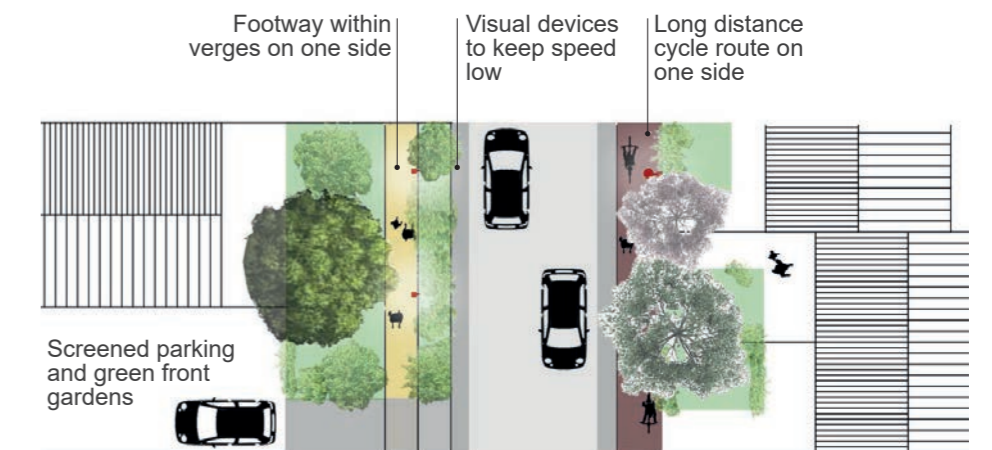 Footway within
verges on one side
Visual devices
to keep speed
low
Long distance
cycle route on
one side
Screened parking
and green front
gardens